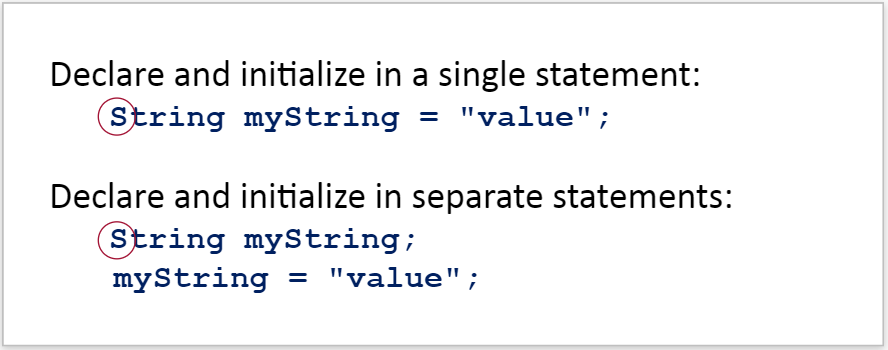 Declare and initialize in a single statement:
String myString = "value";
Declare and initialize in separate statements:
String myString;
myString = "value";